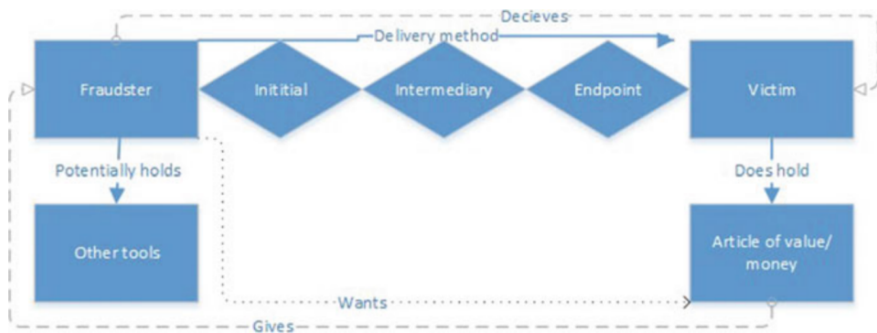 Decieves
Delivery method
Fraudster
Inititial
Intermediary
Endpoint
Victim
Potentially holds
Does hold
Other tools
Article of value/
money
Wants
Gives